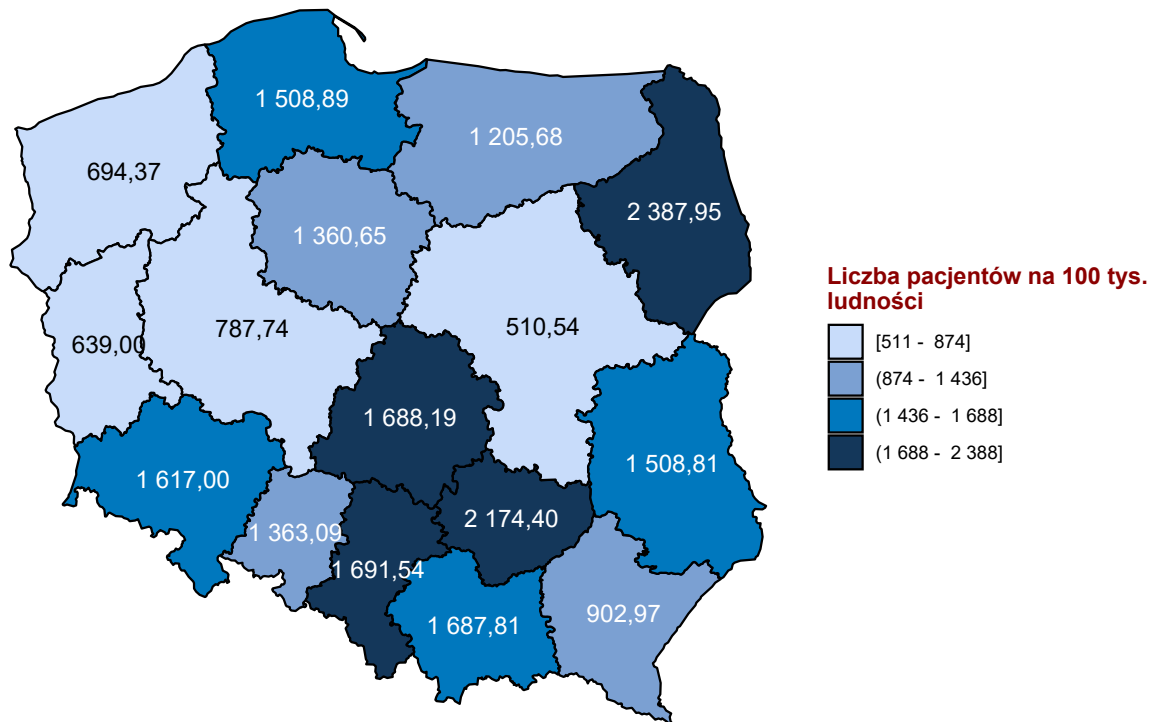 1 508,89
1 205,68
694,37
2 387,95
1 360,65
787,74
510,54
639,00
1 688,19
1 508,81
1 617,00
2 174,40
1 363,09
1 691,54
902,97
1 687,81
Liczba pacjentów na 100 tys.
ludności
[511 - 874]
(874 - 1 436]
(1 436 - 1 688]
(1 688 - 2 388]